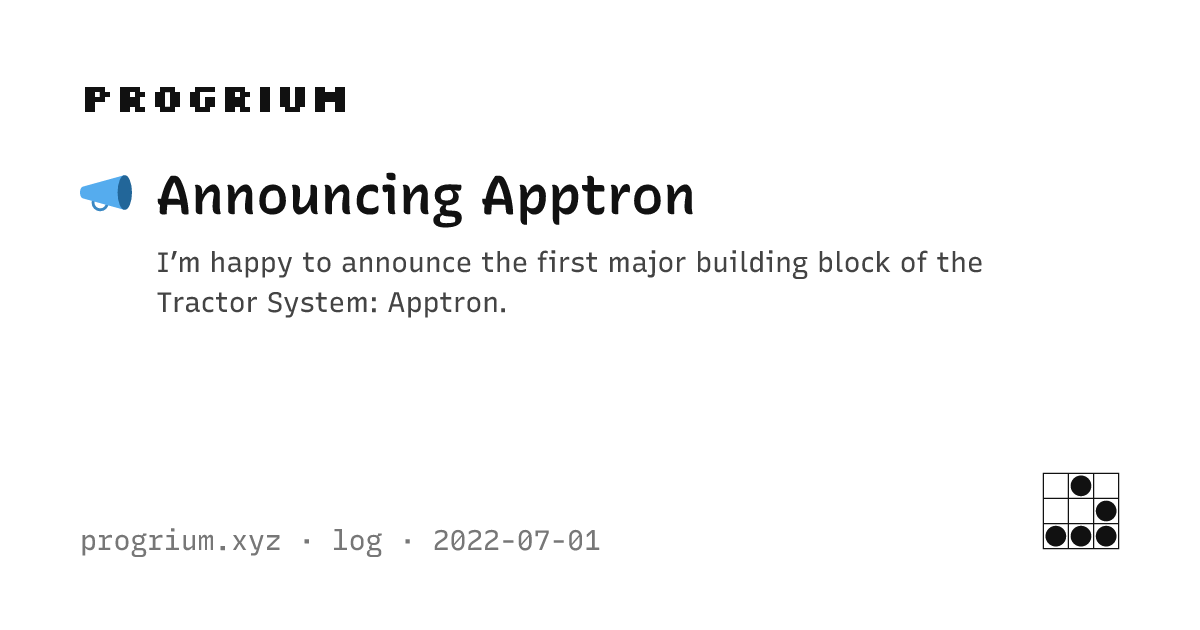 PROGRIUM
Announcing Apptron
I’m happy to announce the first major building block of the
Tractor System: Apptron.
progrium.xyz · log · 2022-07-01